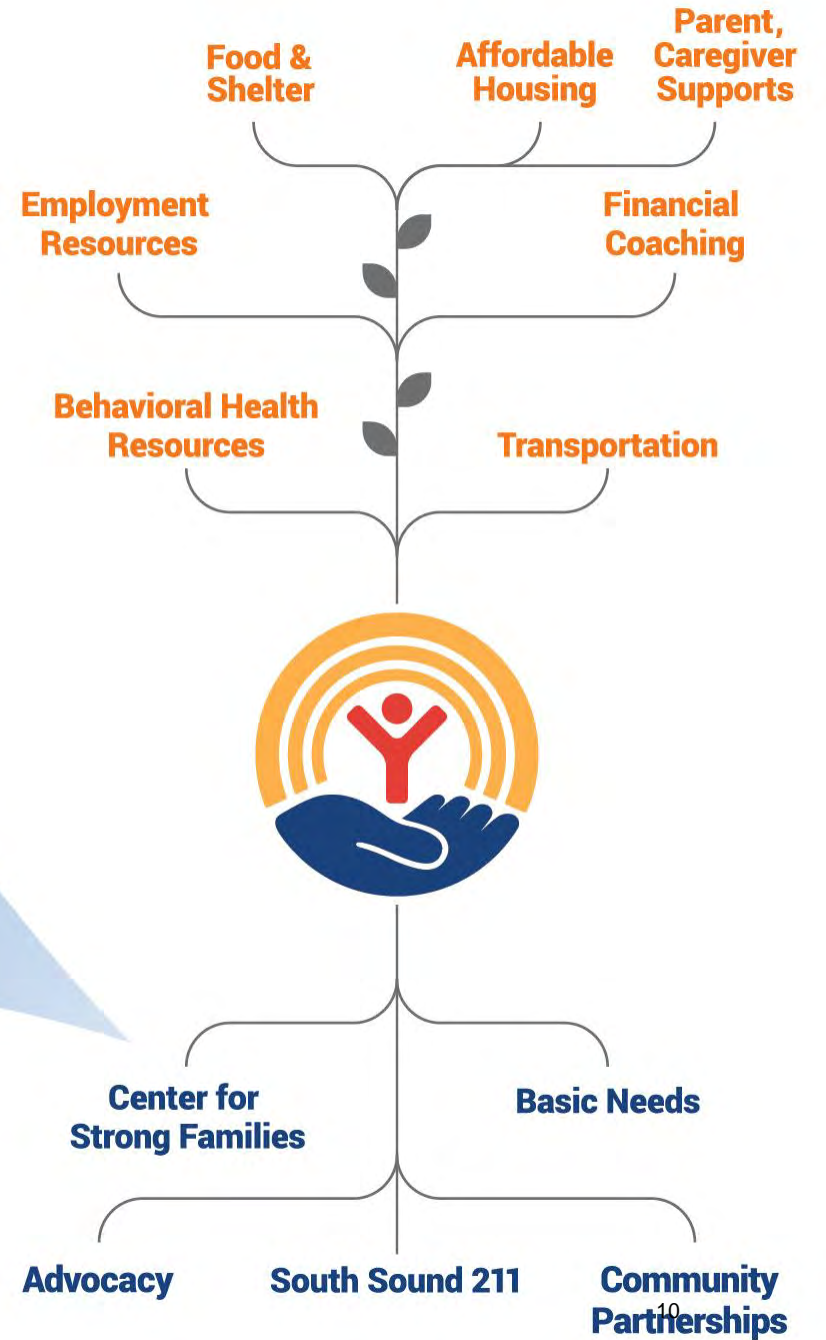 Food &
Shelter
Affordable
Housing
Parent,
Caregiver
Supports
Employment
Resources
Financial
Coaching
Behavioral Health
Resources
Transportation
Center for
Strong Families
Basic Needs
Advocacy
South Sound 211
Community
Partnerships
10